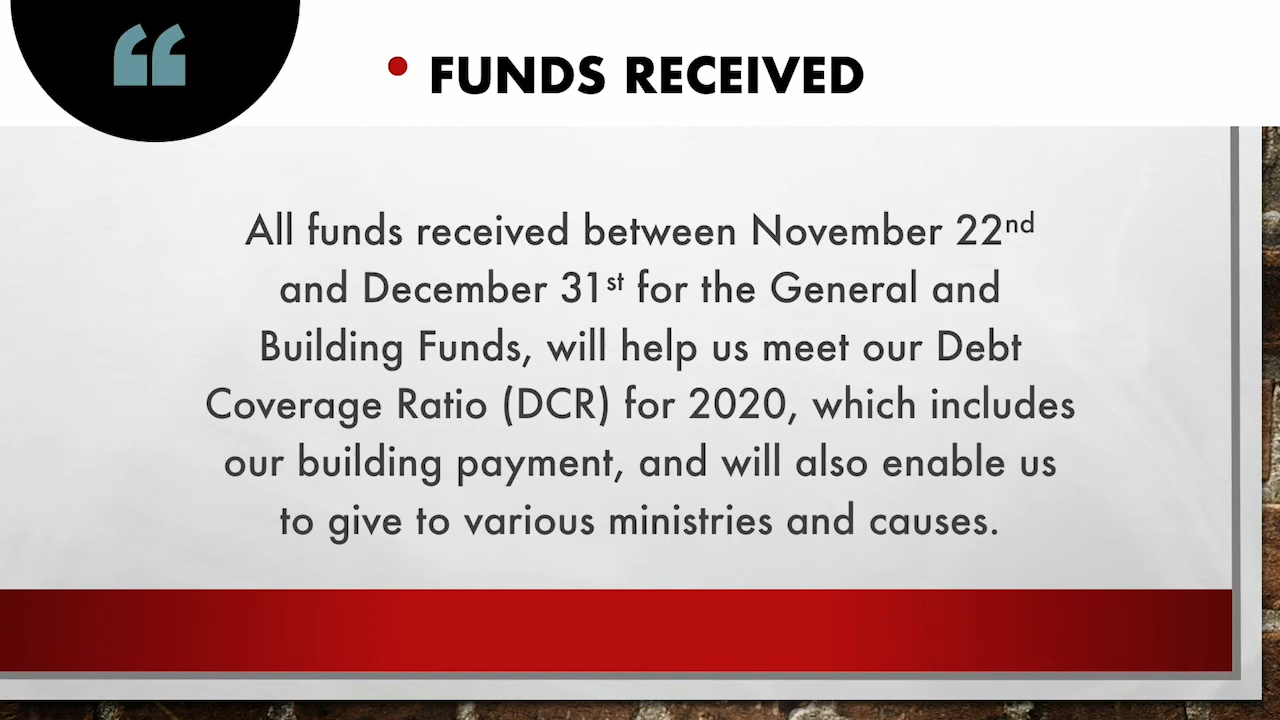 • FUNDS RECEIVED
All funds received between November 22nd
and December 31st for the General and
Building Funds, will help us meet our Debt
Coverage Ratio (DCR) for 2020, which includes
our building payment, and will also enable us
to give to various ministries and causes.